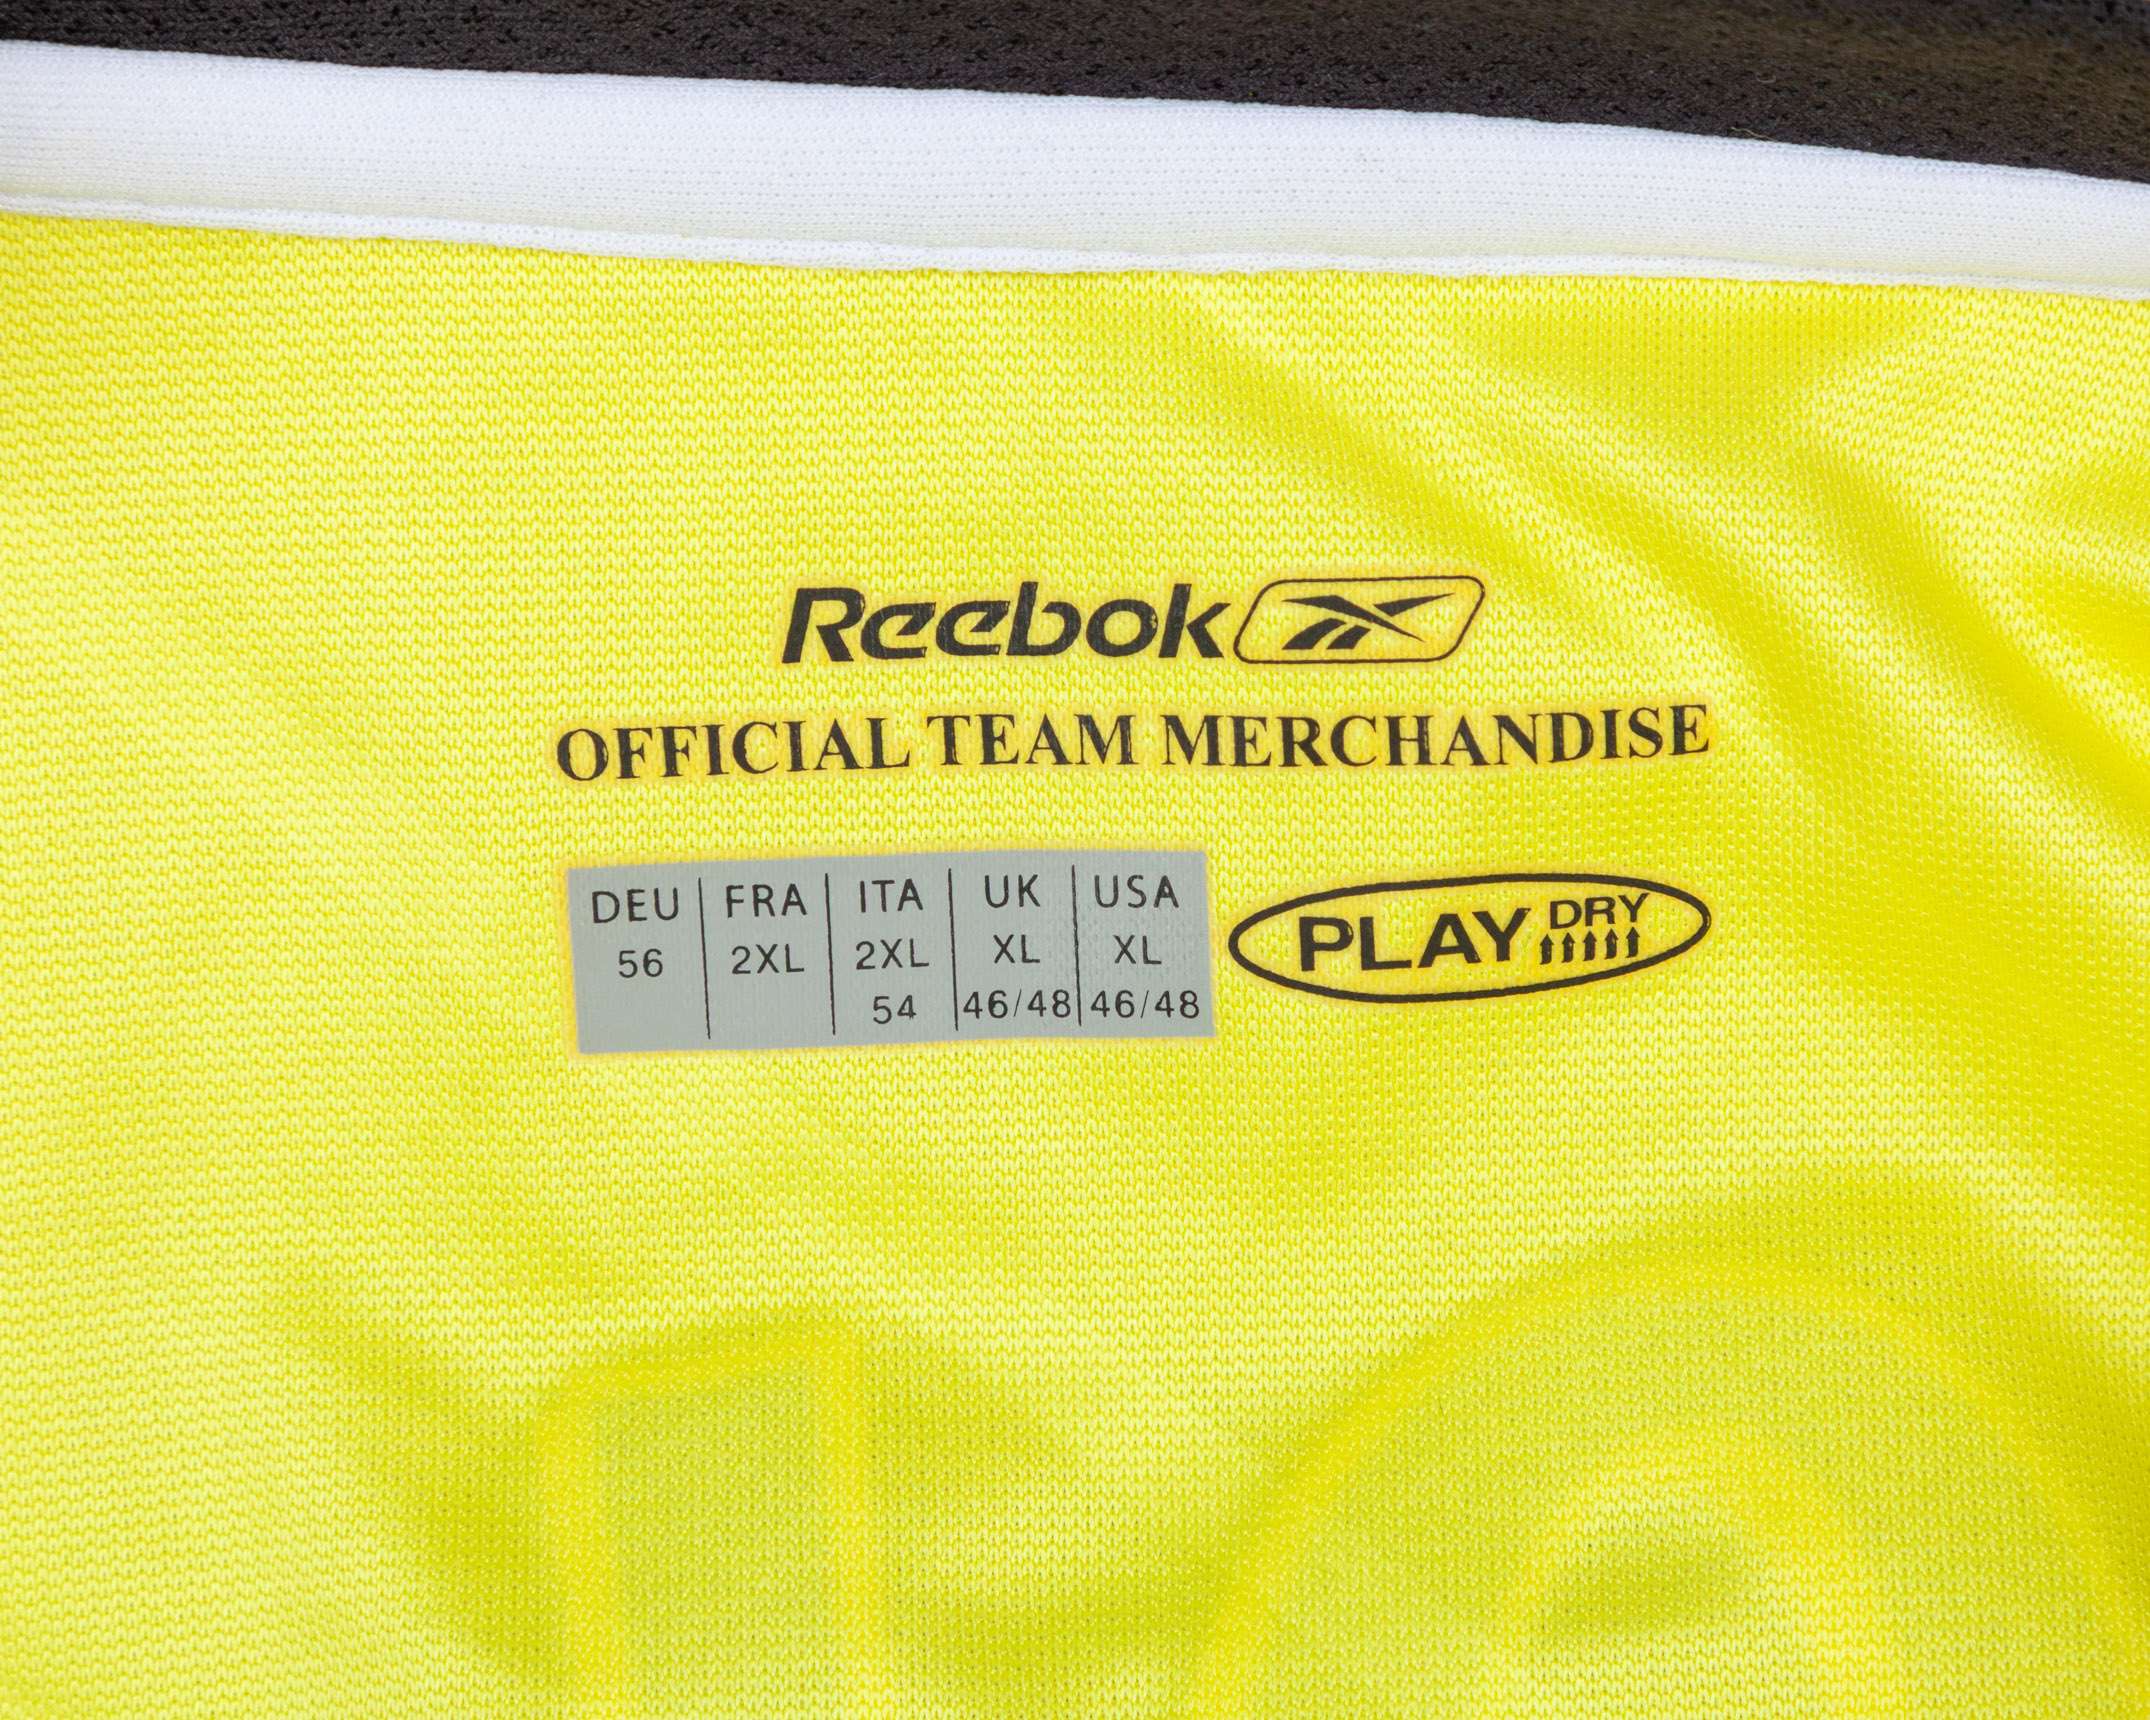 Reebok
OFFICIAL TEAM MERCHANDISE
DEU FRA ITA UK USA
56 2XL 2XL XL XL
54 46/48 46/48
PLAY DRY